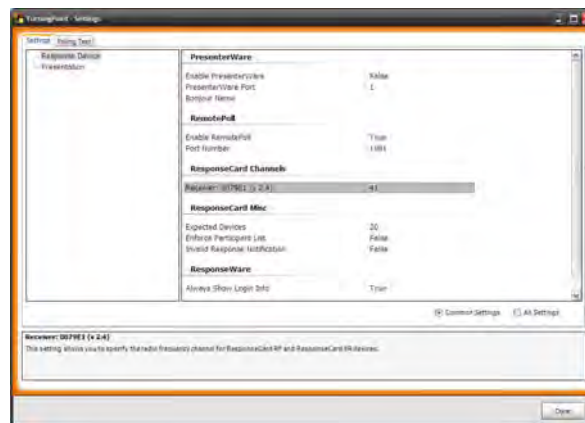 TurningPoint - Settings
Settings Polling Test
Response Device
Presentation
PresenterWare
Enable PresenterWare False
PresenterWare Port 1
Bonjour Name
RemotePoll
Enable RemotePoll True
Port Number 1001
ResponseCard Channels
Receiver: 0079E1 (v 2.4) 41
ResponseCard Misc
Expected Devices 20
Enforce Participant List False
Invalid Response Notification False
ResponseWare
Always Show Login Info True
Common Settings All Settings
Receiver: 0079E1 (v 2.4)
This setting allows you to specify the radio frequency channel for ResponseCard RF and ResponseCard XR devices.
Done